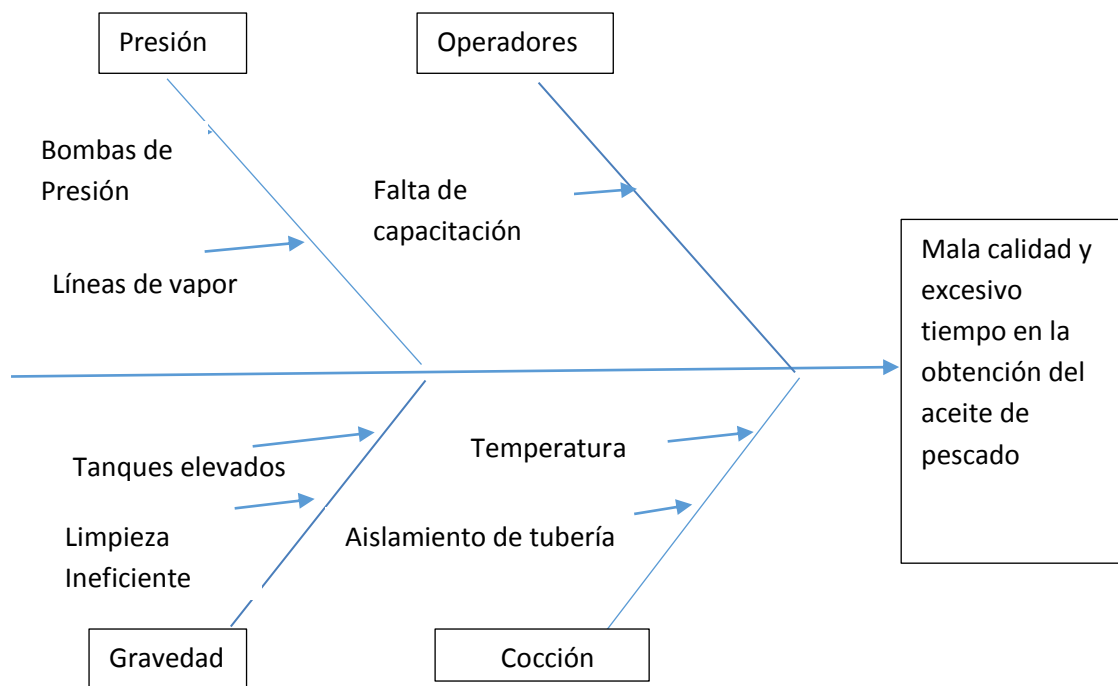 Presión
Operadores
Bombas de
Presión
Líneas de vapor
Falta de
capacitación
Mala calidad y
excesivo
tiempo en la
obtención del
aceite de
pescado
Tanques elevados
Limpieza
Ineficiente
Temperatura
Aislamiento de tubería
Gravedad
Cocción